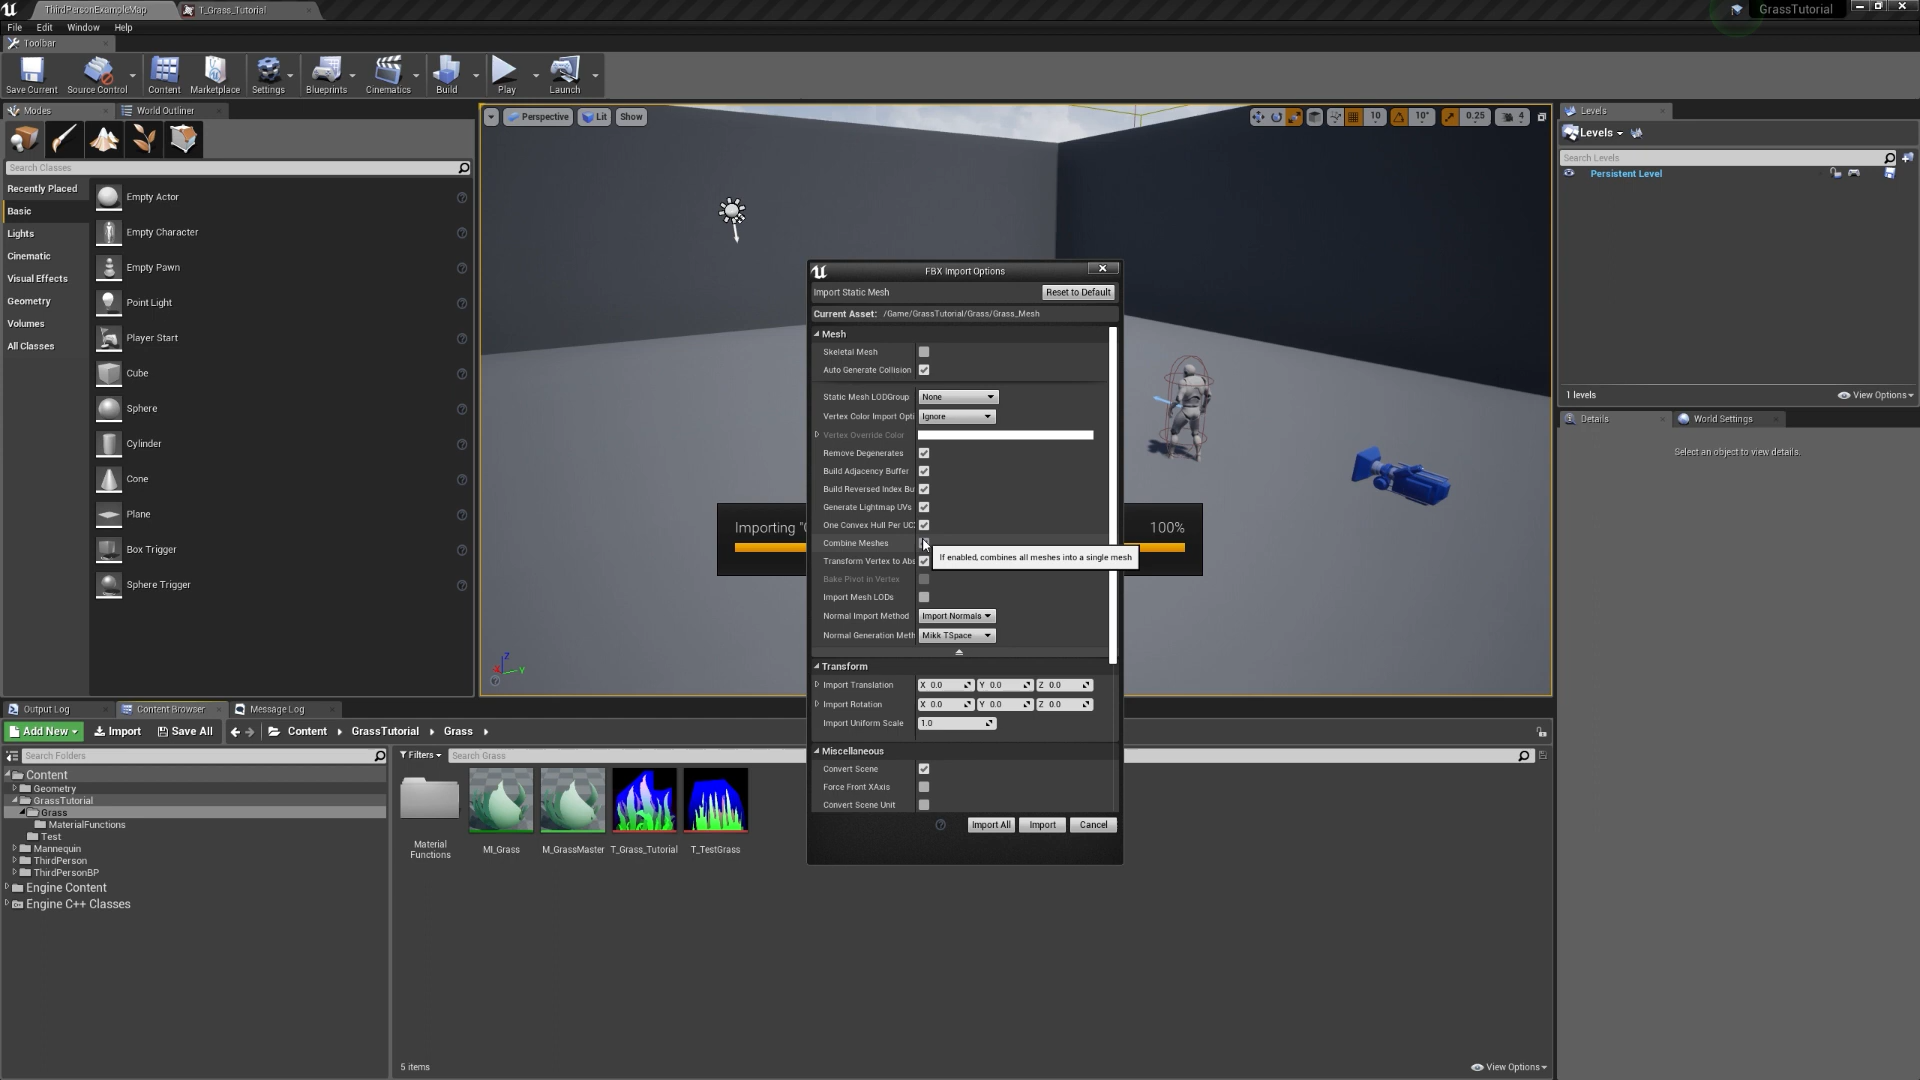 ThirdPersonExampleMap
T_Grass_Tutorial
GrassTutorial
File Edit Window Help
Toolbar
Save Current
Source Control
Content
Marketplace
Settings
Blueprints
Cinematics
Build
Play
Launch
Modes
World Outliner
Search Classes
Recently Placed
Basic
Lights
Cinematic
Visual Effects
Geometry
Volumes
All Classes
Empty Actor
Empty Character
Empty Pawn
Point Light
Player Start
Cube
Sphere
Cylinder
Cone
Plane
Box Trigger
Sphere Trigger
Perspective Lit Show
10 10° 0.25 4
X Y Z
Importing "
100%
FBX Import Options
Import Static Mesh
Reset to Default
Current Asset: /Game/GrassTutorial/Grass/Grass_Mesh
Mesh
Skeletal Mesh
Auto Generate Collision
Static Mesh LODGroup None
Vertex Color Import Opti Ignore
Vertex Override Color
Remove Degenerates
Build Adjacency Buffer
Build Reversed Index Bu
Generate Lightmap UVs
One Convex Hull Per UC
Combine Meshes
If enabled, combines all meshes into a single mesh
Transform Vertex to Abs
Bake Pivot in Vertex
Import Mesh LODs
Normal Import Method Import Normals
Normal Generation Meth Mikk TSpace
Transform
Import Translation X 0.0 Y 0.0 Z 0.0
Import Rotation X 0.0 Y 0.0 Z 0.0
Import Uniform Scale 1.0
Miscellaneous
Convert Scene
Force Front XAxis
Convert Scene Unit
Import All
Import
Cancel
Levels
Levels
Search Levels
Persistent Level
1 levels
View Options
Details
World Settings
Select an object to view details.
Output Log
Content Browser
Message Log
Add New
Import
Save All
Content
GrassTutorial
Grass
Search Folders
Filters
Search Grass
Content
Geometry
GrassTutorial
Grass
MaterialFunctions
Test
Mannequin
ThirdPerson
ThirdPersonBP
Engine Content
Engine C++ Classes
Material
Functions
MI_Grass
M_GrassMaster
T_Grass_Tutorial
T_TestGrass
5 items
View Options